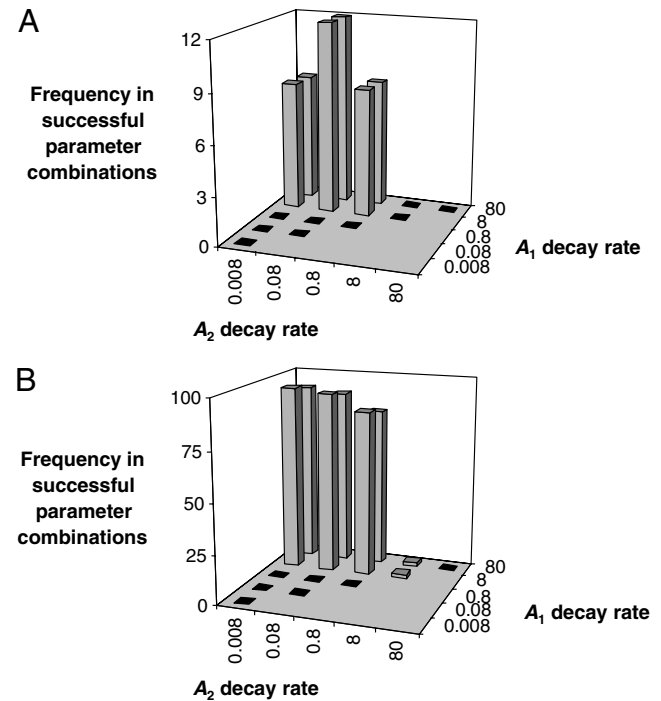 A
Frequency in
successful
parameter
combinations
12
9
6
3
0
0.008
0.08
0.8
8
80
A2 decay rate
80
8
0.8
0.08
0.008
A1 decay rate
B
Frequency in
successful
parameter
combinations
100
75
50
25
0
0.008
0.08
0.8
8
80
A2 decay rate
80
8
0.8
0.08
0.008
A1 decay rate